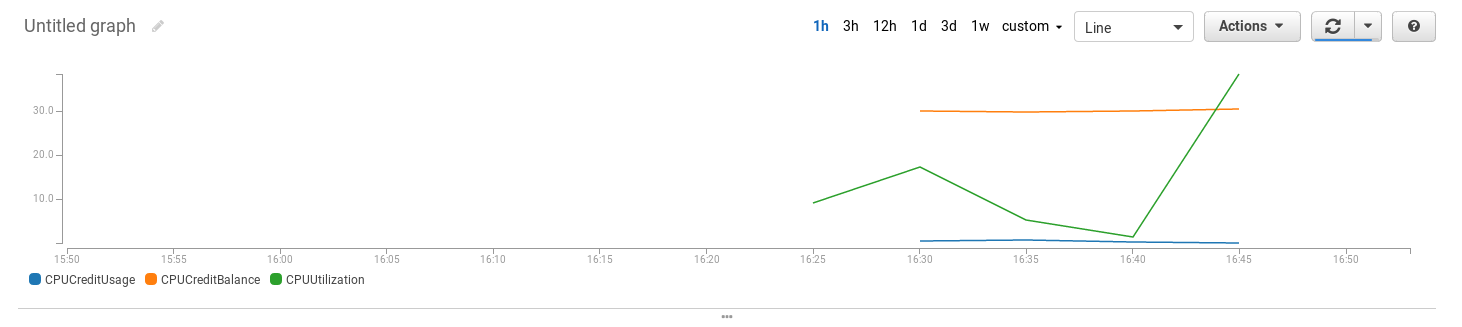 Untitled graph 1h 3h 12h 1d 3d 1w custom Line Actions ?
30.0
20.0
10.0
15:50 15:55 16:00 16:05 16:10 16:15 16:20 16:25 16:30 16:35 16:40 16:45 16:50
CPUCreditUsage CPUCreditBalance CPUUtilization